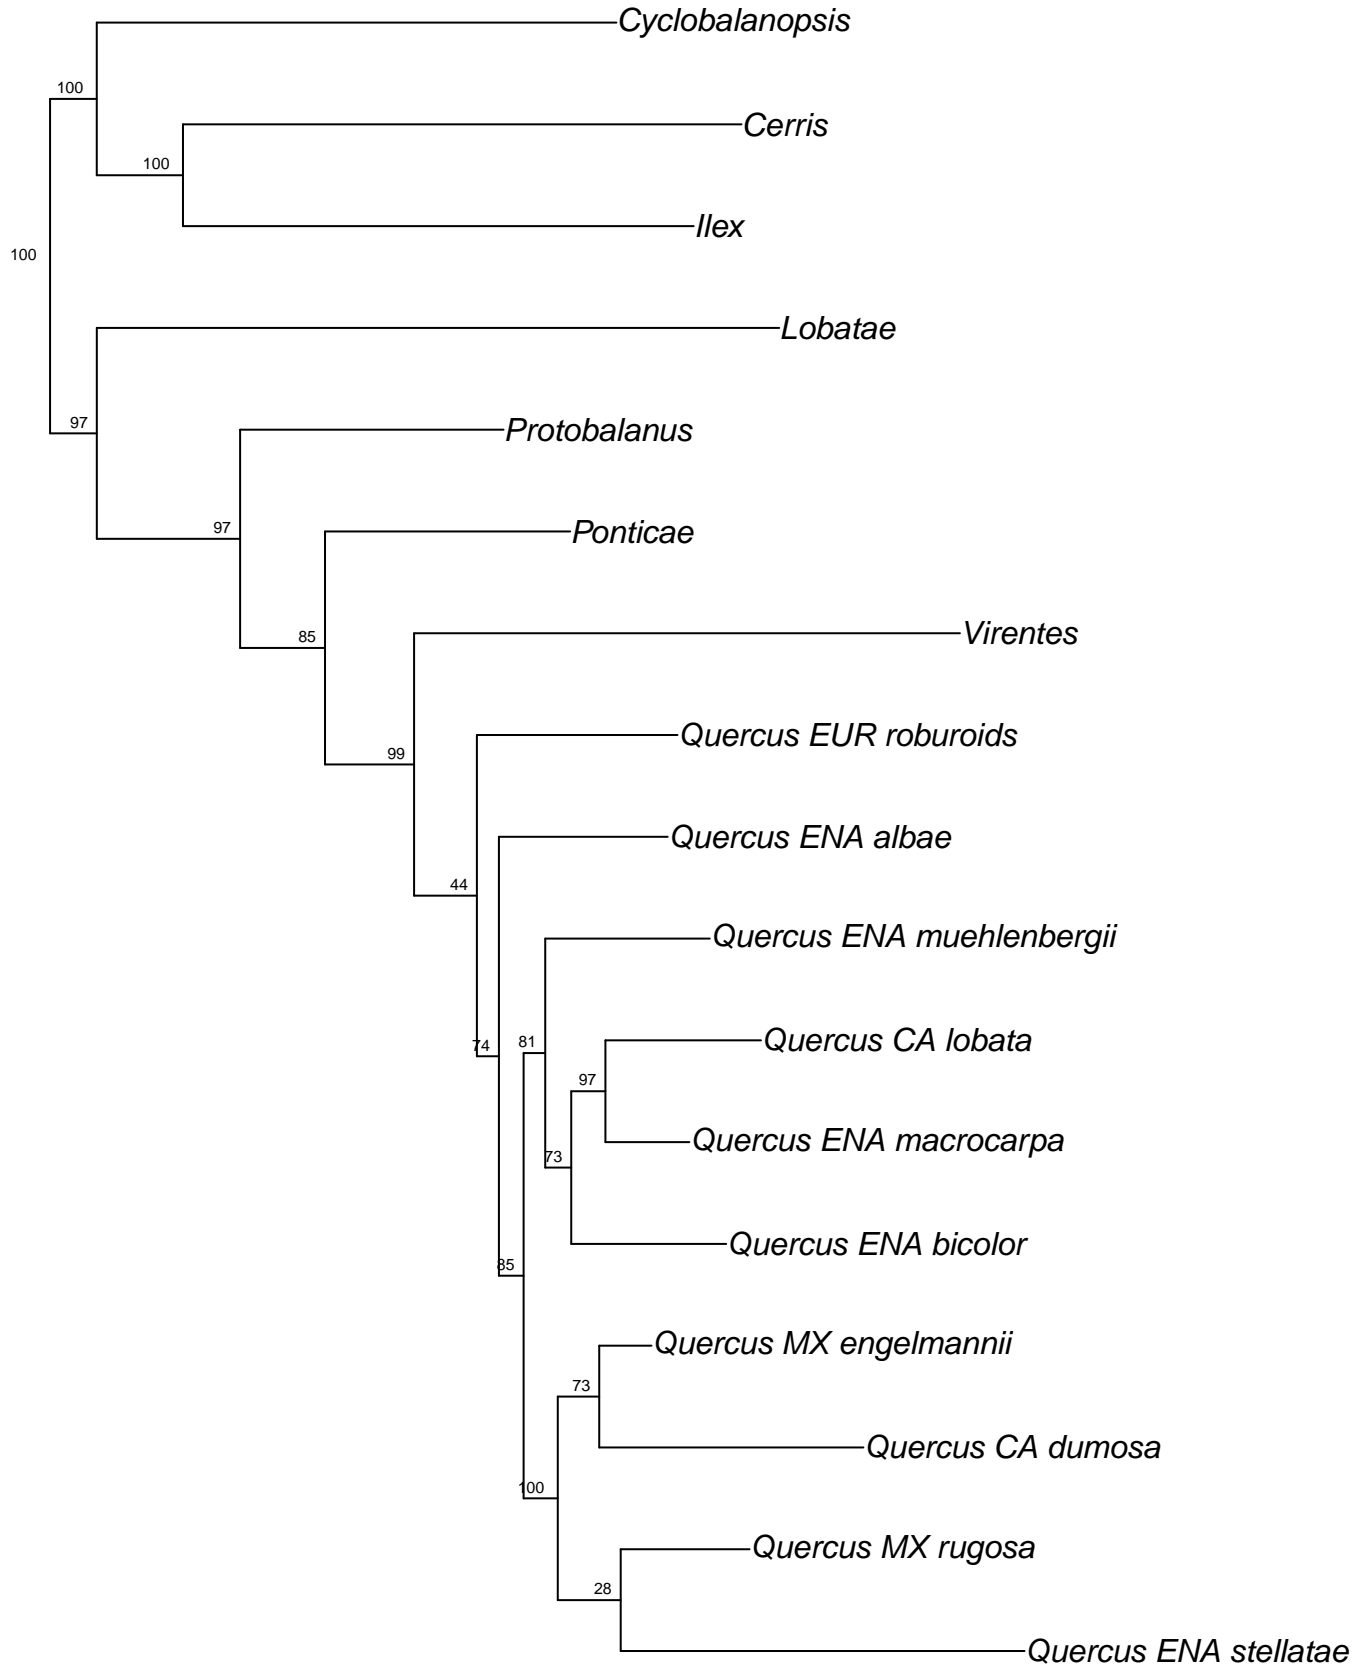 Cyclobalanopsis
100
Cerris
100
Ilex
100
Lobatae
97
Protobalanus
97
Ponticae
85
Virentes
99
Quercus EUR roburoids
Quercus ENA albae
44
Quercus ENA muehlenbergii
74
81
Quercus CA lobata
97
Quercus ENA macrocarpa
73
Quercus ENA bicolor
85
Quercus MX engelmannii
73
Quercus CA dumosa
100
Quercus MX rugosa
28
Quercus ENA stellatae